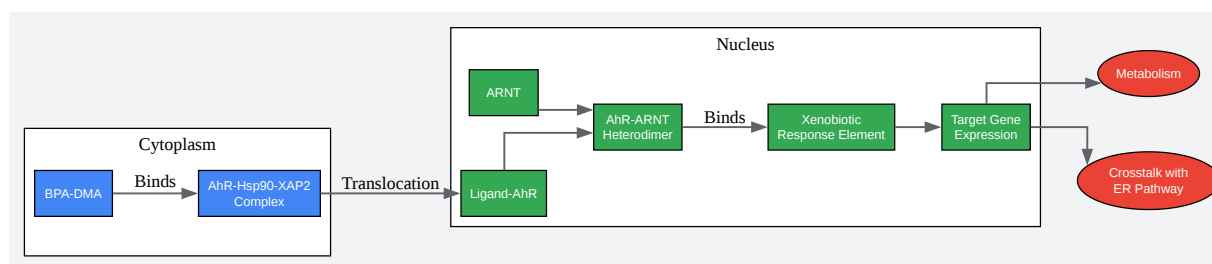 Cytoplasm
BPA-DMA
Binds
AhR-Hsp90-XAP2
Complex
Translocation
Nucleus
ARNT
Ligand-AhR
AhR-ARNT
Heterodimer
Binds
Xenobiotic
Response Element
Target Gene
Expression
Metabolism
Crosstalk with
ER Pathway